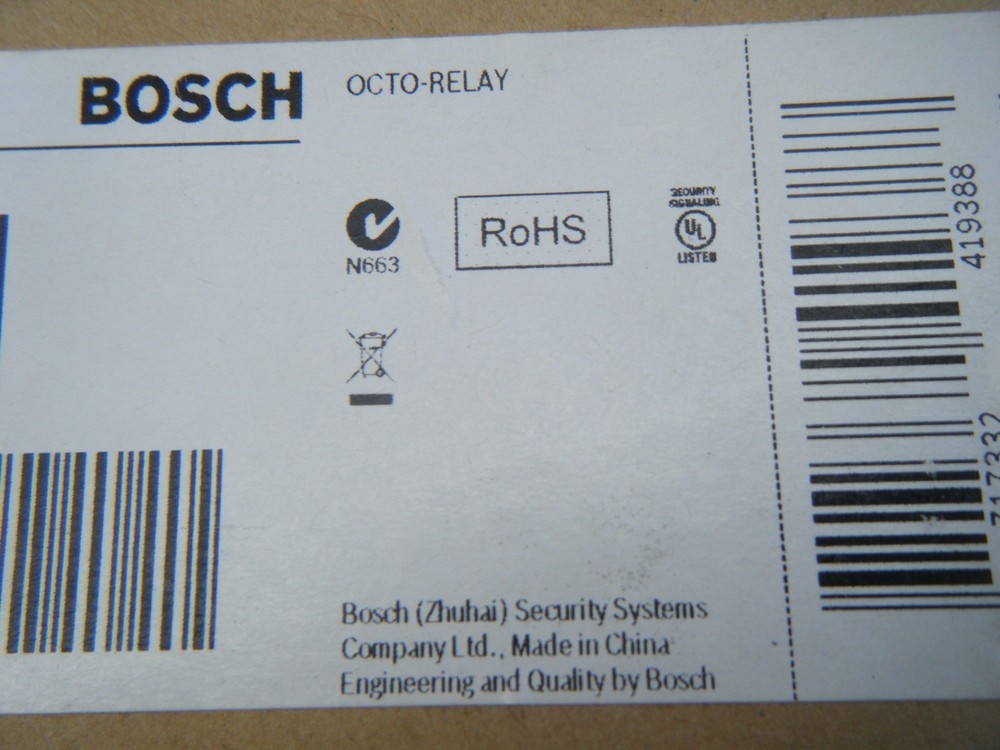 BOSCH
OCTO-RELAY
N663
RoHS
SECURITY
SIGNALING
UL
LISTED
Bosch (Zhuhai) Security Systems
Company Ltd., Made in China
Engineering and Quality by Bosch
419388
717332